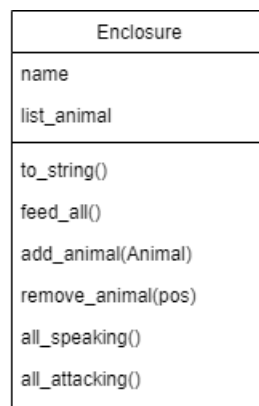 Enclosure
name
list_animal
to_string()
feed_all()
add_animal(Animal)
remove_animal(pos)
all_speaking()
all_attacking()